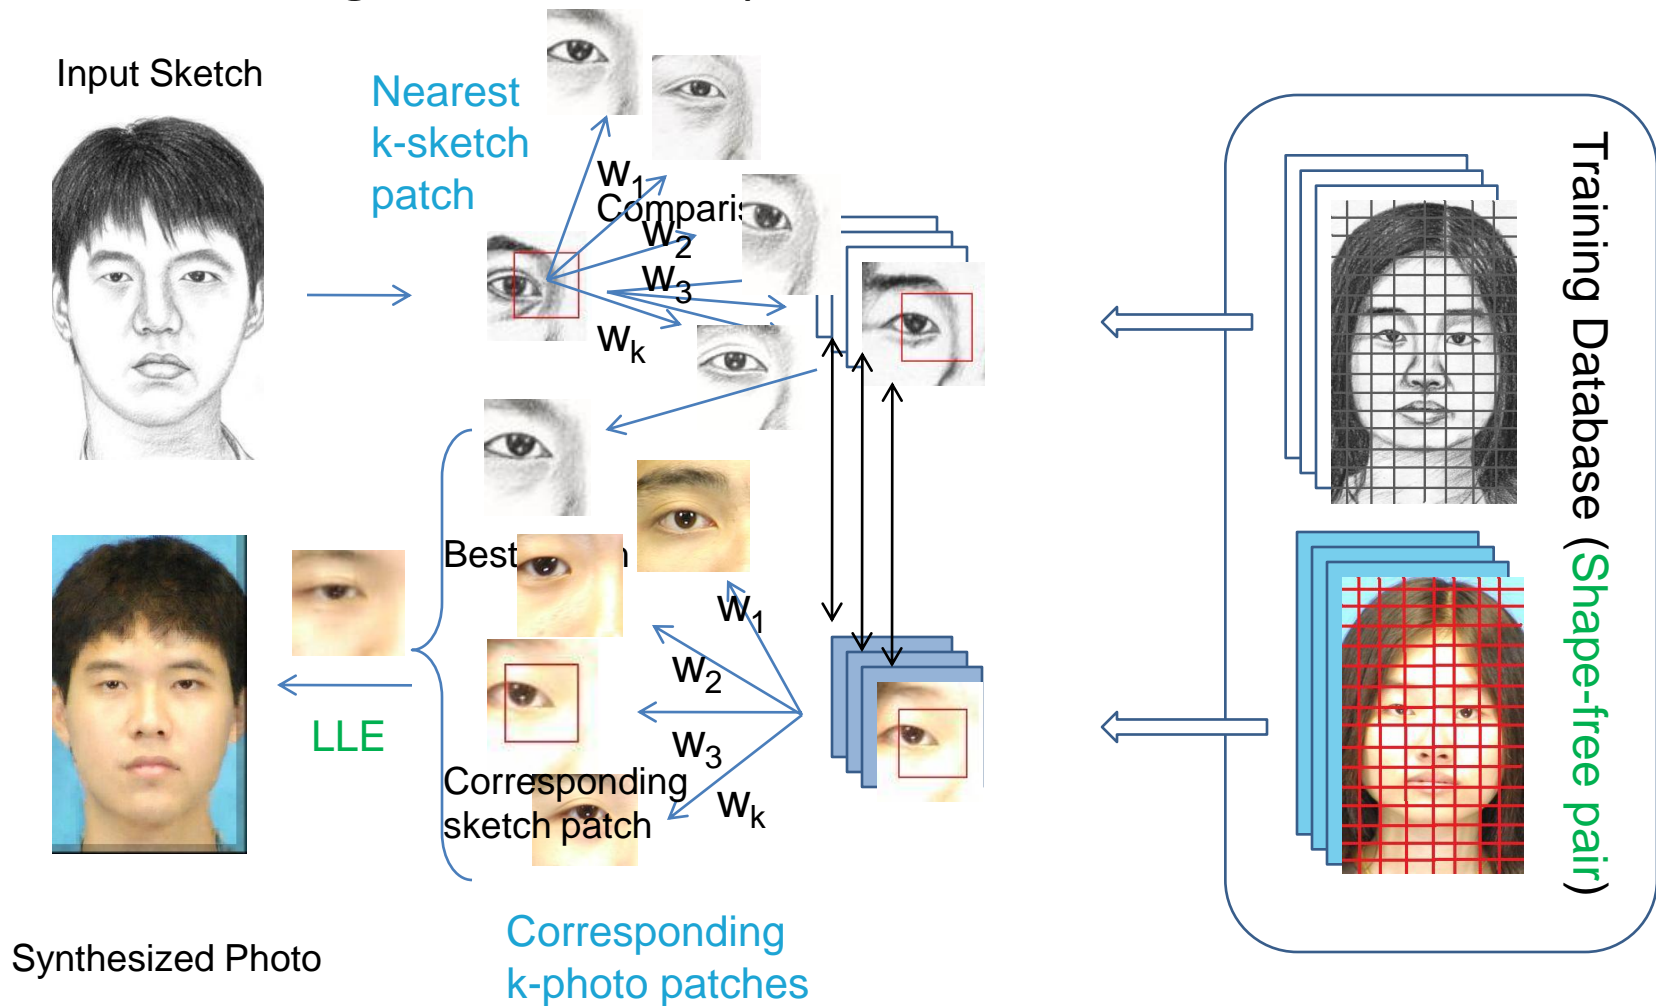 Input Sketch
Nearest
k-sketch
patch
w1
Comparis
w2
w3
wk
Best
Corresponding
sketch patch
w1
w2
w3
wk
LLE
Synthesized Photo
Corresponding
k-photo patches
Training Database (Shape-free pair)